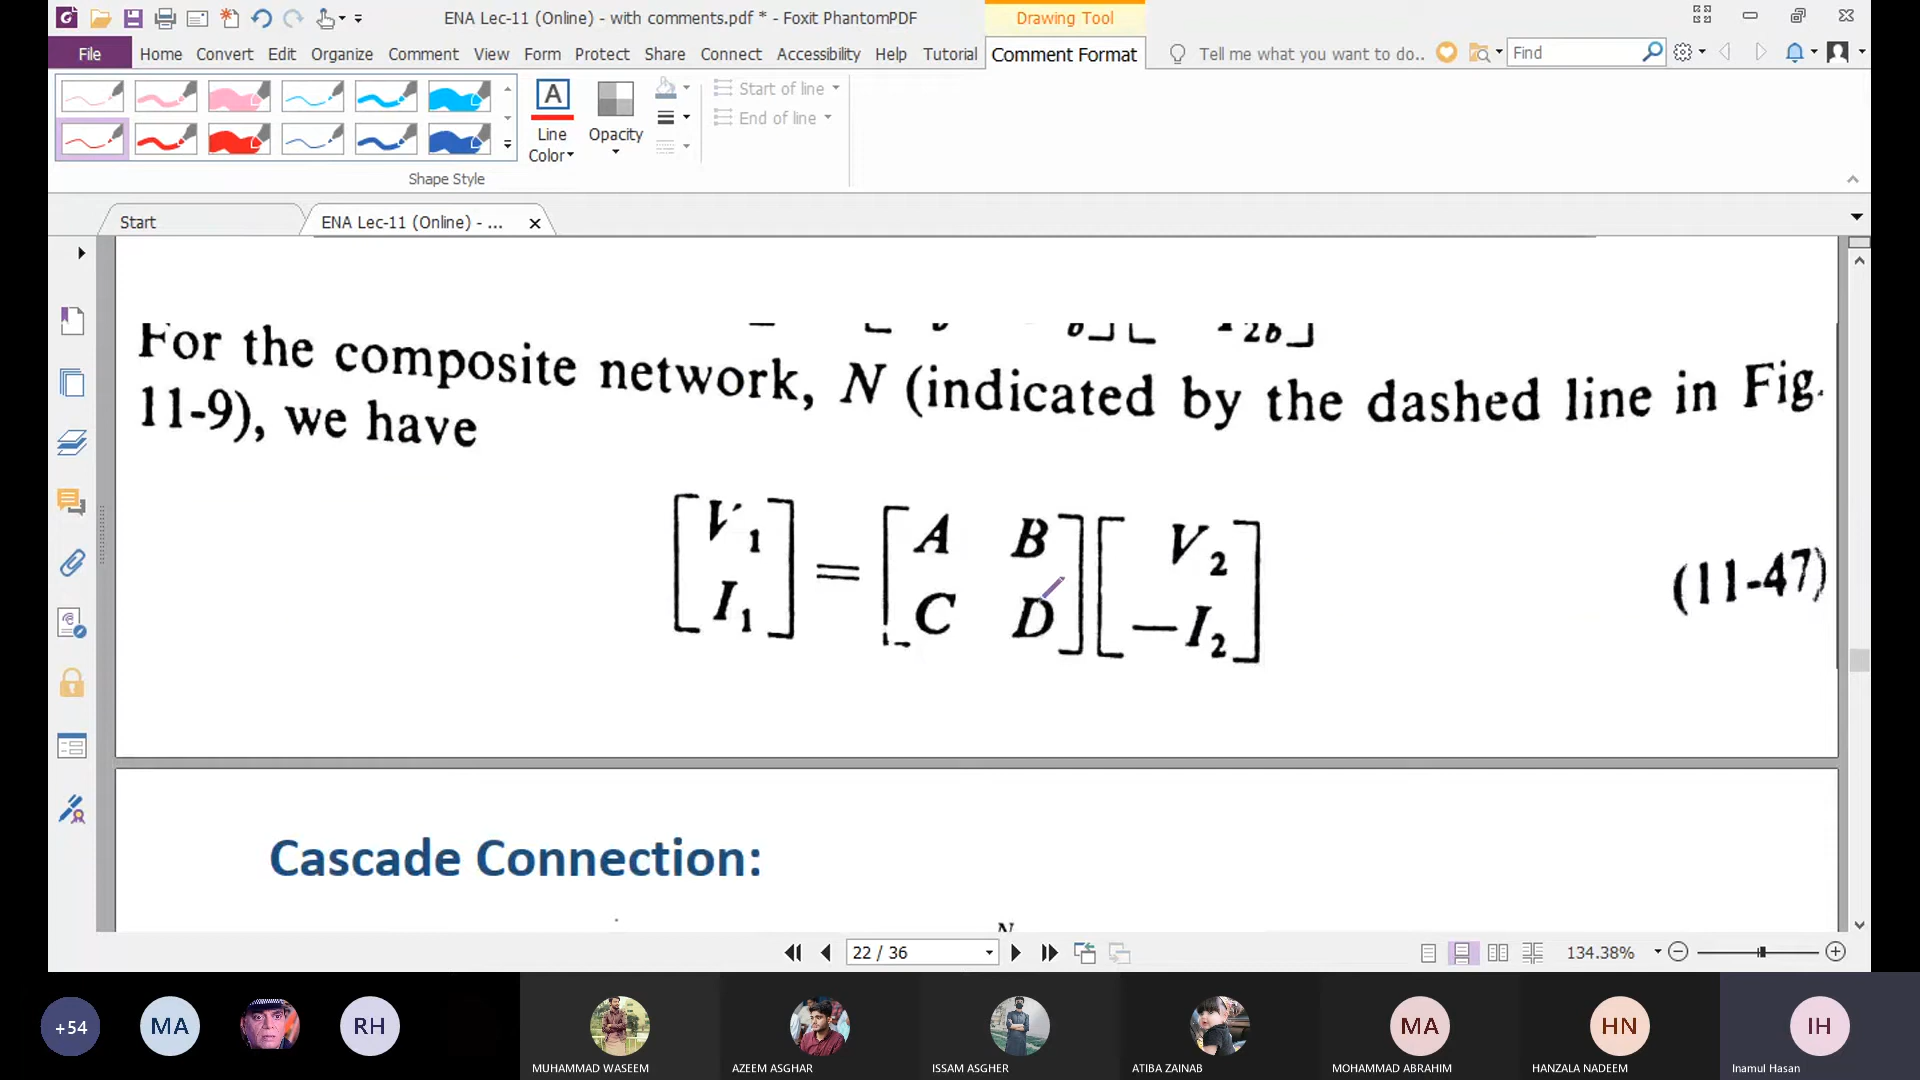 ENA Lec-11 (Online) - with comments.pdf * - Foxit PhantomPDF
Drawing Tool
File Home Convert Edit Organize Comment View Form Protect Share Connect Accessibility Help Tutorial Comment Format Tell me what you want to do.. Find
A
Line Color
Opacity
Start of line
End of line
Shape Style
Start
ENA Lec-11 (Online) - ...
2b
For the composite network, N (indicated by the dashed line in Fig.
11-9), we have
[V1 I1] = [A B C D] [V2 -I2] (11-47)
Cascade Connection:
N
22 / 36
134.38%
+54 MA RH MA HN IH
MUHAMMAD WASEEM AZEEM ASGHAR ISSAM ASGHER ATIBA ZAINAB MOHAMMAD ABRAHIM HANZALA NADEEM Inamul Hasan